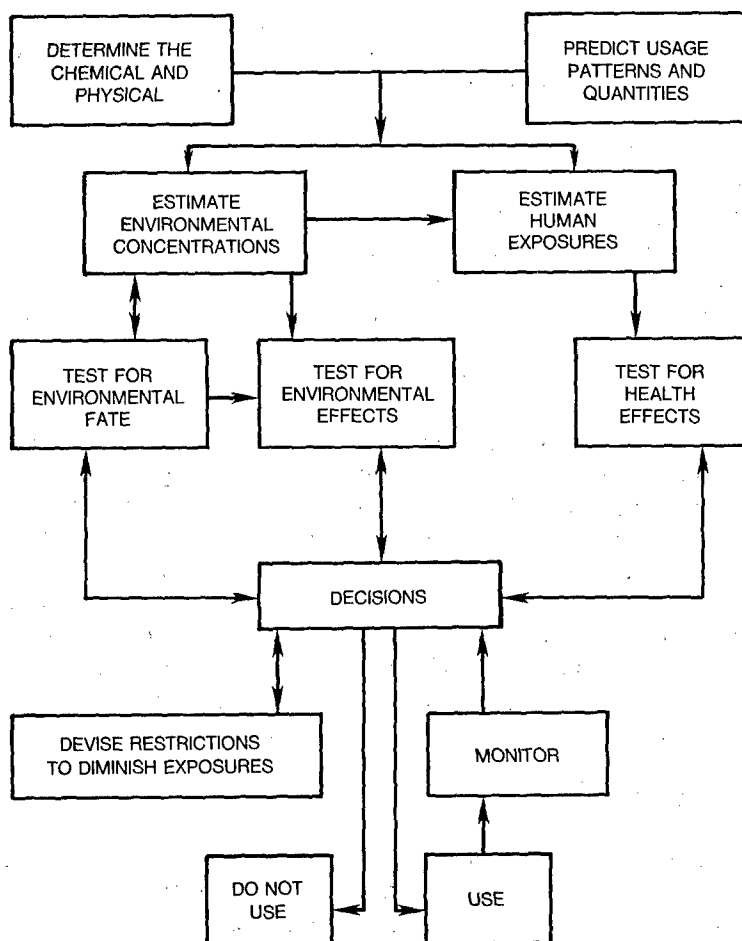 DETERMINE THE
CHEMICAL AND
PHYSICAL
PREDICT USAGE
PATTERNS AND
QUANTITIES
ESTIMATE
ENVIRONMENTAL
CONCENTRATIONS
ESTIMATE
HUMAN
EXPOSURES
TEST FOR
ENVIRONMENTAL
FATE
TEST FOR
ENVIRONMENTAL
EFFECTS
TEST FOR
HEALTH
EFFECTS
DECISIONS
DEVISE RESTRICTIONS
TO DIMINISH EXPOSURES
MONITOR
DO NOT
USE
USE